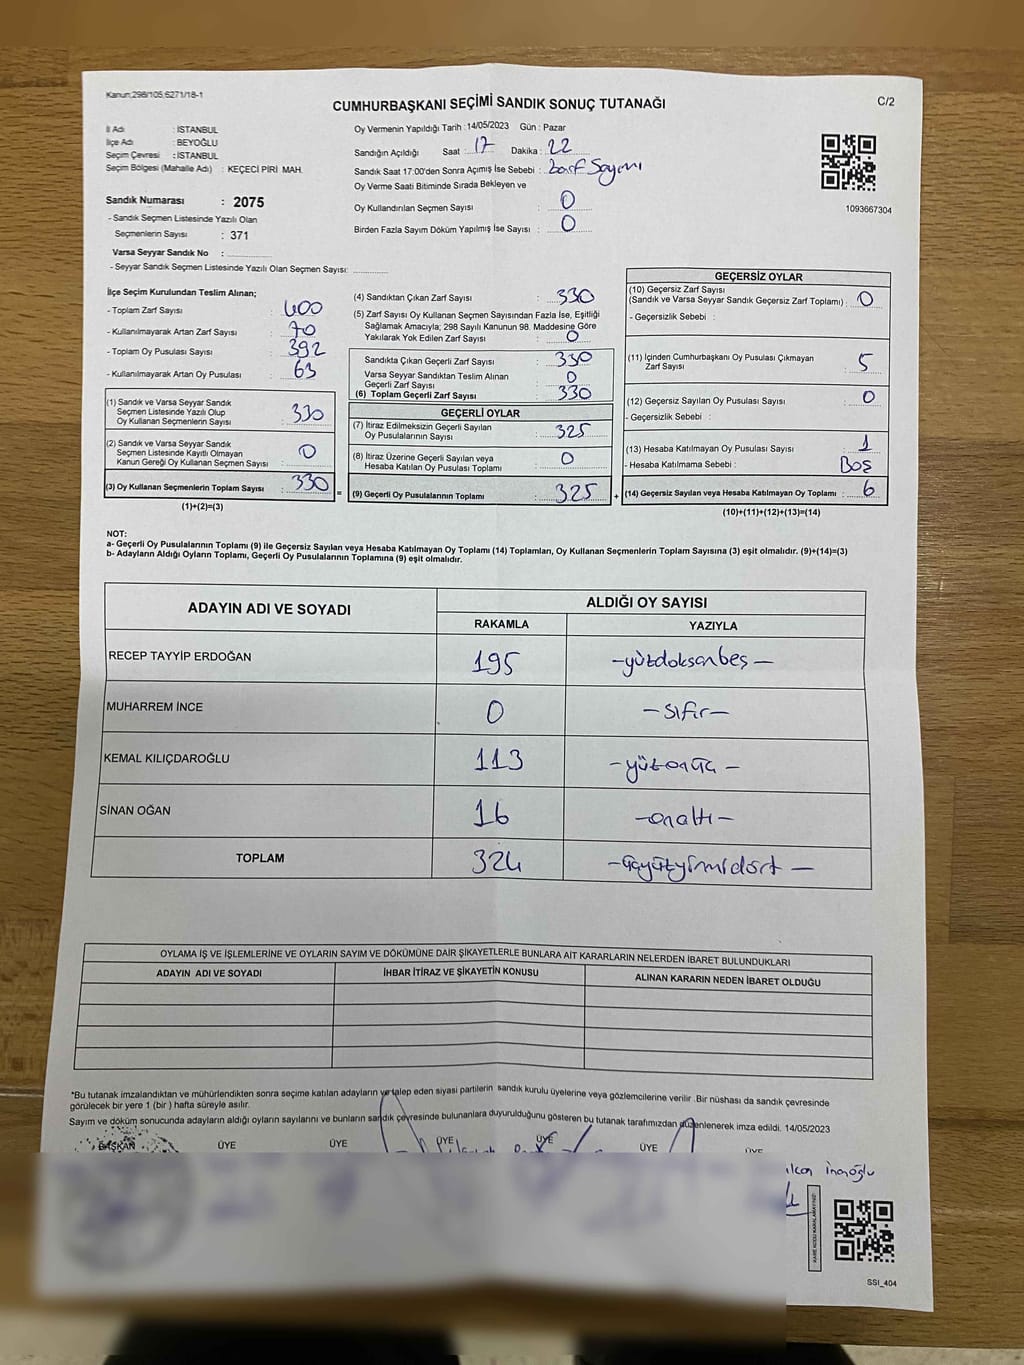 Kanun:298/105,6271/18-1
CUMHURBAŞKANI SEÇİMİ SANDIK SONUÇ TUTANAĞI
C/2
İl Adı : İSTANBUL
İlçe Adı : BEYOĞLU
Seçim Çevresi : İSTANBUL
Seçim Bölgesi (Mahalle Adı) : KEÇECİ PİRİ MAH.
Sandık Numarası : 2075
- Sandık Seçmen Listesinde Yazılı Olan
Seçmenlerin Sayısı : 371
Varsa Seyyar Sandık No :
- Seyyar Sandık Seçmen Listesinde Yazılı Olan Seçmen Sayısı:
Oy Vermenin Yapıldığı Tarih :14/05/2023 Gün : Pazar
Sandığın Açıldığı Saat : 17 Dakika : 22
Sandık Saat 17:00'den Sonra Açımış İse Sebebi : Zarf Sayımı
Oy Verme Saati Bitiminde Sırada Bekleyen ve
Oy Kullandırılan Seçmen Sayısı : 0
Birden Fazla Sayım Döküm Yapılmış İse Sayısı : 0
1093667304
İlçe Seçim Kurulundan Teslim Alınan;
- Toplam Zarf Sayısı : 400
- Kullanılmayarak Artan Zarf Sayısı : 70
- Toplam Oy Pusulası Sayısı : 392
- Kullanılmayarak Artan Oy Pusulası : 63
(1) Sandık ve Varsa Seyyar Sandık
Seçmen Listesinde Yazılı Olup
Oy Kullanan Seçmenlerin Sayısı : 330
(2) Sandık ve Varsa Seyyar Sandık
Seçmen Listesinde Kayıtlı Olmayan
Kanun Gereği Oy Kullanan Seçmen Sayısı : 0
(3) Oy Kullanan Seçmenlerin Toplam Sayısı : 330
(1)+(2)=(3)
=
(4) Sandıktan Çıkan Zarf Sayısı : 330
(5) Zarf Sayısı Oy Kullanan Seçmen Sayısından Fazla İse, Eşitliği
Sağlamak Amacıyla; 298 Sayılı Kanunun 98. Maddesine Göre
Yakılarak Yok Edilen Zarf Sayısı : 0
Sandıkta Çıkan Geçerli Zarf Sayısı : 330
Varsa Seyyar Sandıktan Teslim Alınan
Geçerli Zarf Sayısı : 0
(6) Toplam Geçerli Zarf Sayısı : 330
GEÇERLİ OYLAR
(7) İtiraz Edilmeksizin Geçerli Sayılan
Oy Pusulalarının Sayısı : 325
(8) İtiraz Üzerine Geçerli Sayılan veya
Hesaba Katılan Oy Pusulası Toplamı : 0
(9) Geçerli Oy Pusulalarının Toplamı : 325
+
GEÇERSİZ OYLAR
(10) Geçersiz Zarf Sayısı
(Sandık ve Varsa Seyyar Sandık Geçersiz Zarf Toplamı) : 0
- Geçersizlik Sebebi :
(11) İçinden Cumhurbaşkanı Oy Pusulası Çıkmayan
Zarf Sayısı : 5
(12) Geçersiz Sayılan Oy Pusulası Sayısı : 0
- Geçersizlik Sebebi :
(13) Hesaba Katılmayan Oy Pusulası Sayısı : 1
- Hesaba Katılmama Sebebi : Boş
(14) Geçersiz Sayılan veya Hesaba Katılmayan Oy Toplamı : 6
(10)+(11)+(12)+(13)=(14)
NOT:
a- Geçerli Oy Pusulalarının Toplamı (9) ile Geçersiz Sayılan veya Hesaba Katılmayan Oy Toplamı (14) Toplamları, Oy Kullanan Seçmenlerin Toplam Sayısına (3) eşit olmalıdır. (9)+(14)=(3)
b- Adayların Aldığı Oyların Toplamı, Geçerli Oy Pusulalarının Toplamına (9) eşit olmalıdır.
ADAYIN ADI VE SOYADI ALDIĞI OY SAYISI
RAKAMLA YAZIYLA
RECEP TAYYİP ERDOĞAN 195 -yüzdoksanbeş-
MUHARREM İNCE 0 -sıfır-
KEMAL KILIÇDAROĞLU 113 -yüzonüç-
SİNAN OĞAN 16 -onaltı-
TOPLAM 324 -üçyüzyirmidört-
OYLAMA İŞ VE İŞLEMLERİNE VE OYLARIN SAYIM VE DÖKÜMÜNE DAİR ŞİKAYETLERLE BUNLARA AİT KARARLARIN NELERDEN İBARET BULUNDUKLARI
ADAYIN ADI VE SOYADI İHBAR İTİRAZ VE ŞİKAYETİN KONUSU ALINAN KARARIN NEDEN İBARET OLDUĞU
*Bu tutanak imzalandıktan ve mühürlendikten sonra seçime katılan adayların ve talep eden siyasi partilerin sandık kurulu üyelerine veya gözlemcilerine verilir .Bir nüshası da sandık çevresinde
görülecek bir yere 1 (bir ) hafta süreyle asılır.
Sayım ve döküm sonucunda adayların aldığı oyların sayılarını ve bunların sandık çevresinde bulunanlara duyurulduğunu gösteren bu tutanak tarafımızdan düzenlenerek imza edildi. 14/05/2023
BAŞKAN ÜYE ÜYE ÜYE ÜYE ÜYE ÜYE
SSI_404